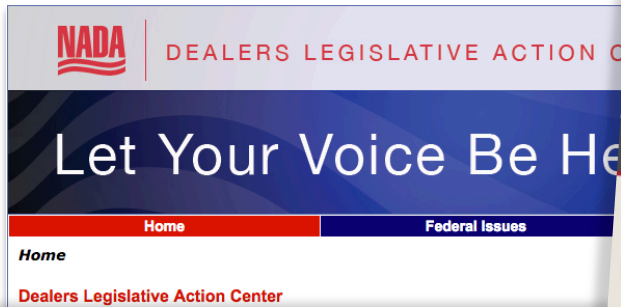 NADA
DEALERS LEGISLATIVE ACTION
Let Your Voice Be
Home
Federal Issues
Home
Dealers Legislative Action Center